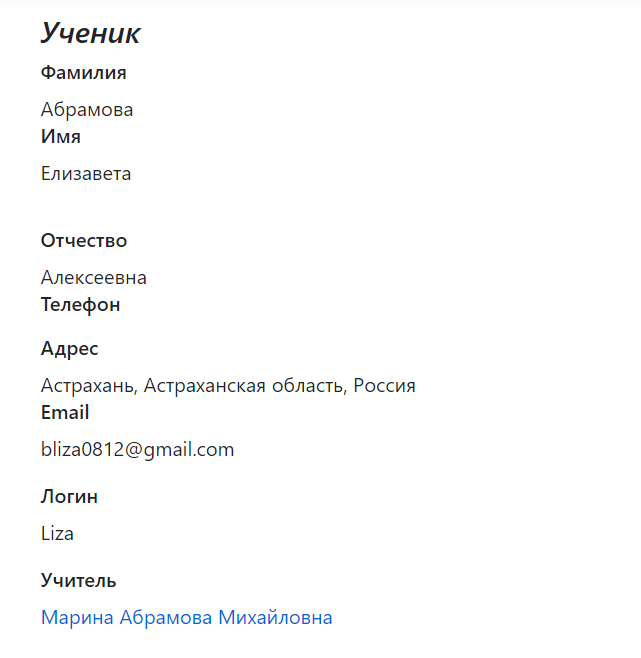 Ученик
Фамилия
Абрамова
Имя
Елизавета
Отчество
Алексеевна
Телефон
Адрес
Астрахань, Астраханская область, Россия
Email
bliza0812@gmail.com
Логин
Liza
Учитель
Марина Абрамова Михайловна